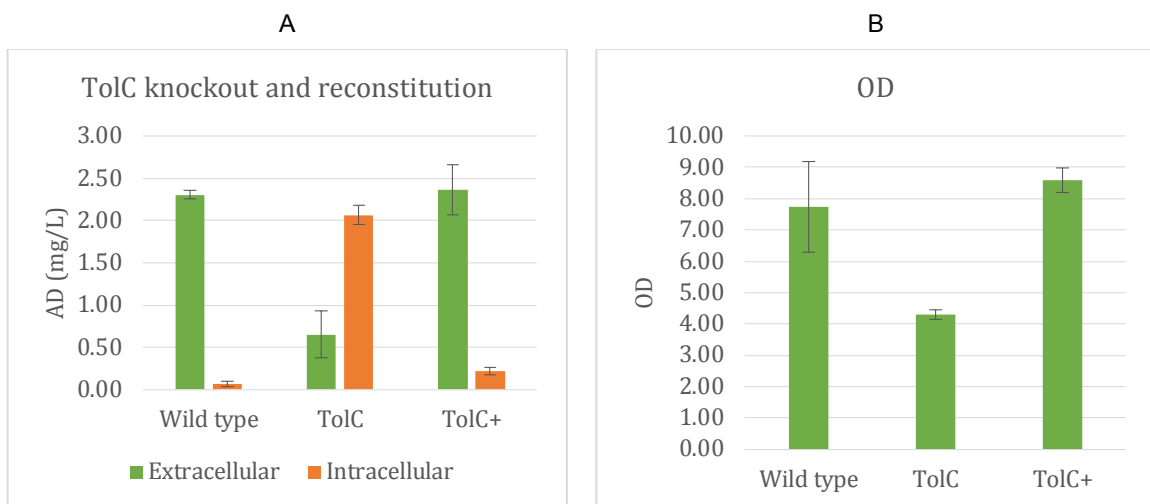 A
B
TolC knockout and reconstitution
3.00
2.50
2.00
1.50
1.00
0.50
0.00
AD (mg/L)
Wild type TolC TolC+
Extracellular Intracellular
OD
10.00
9.00
8.00
7.00
6.00
5.00
4.00
3.00
2.00
1.00
0.00
OD
Wild type TolC TolC+